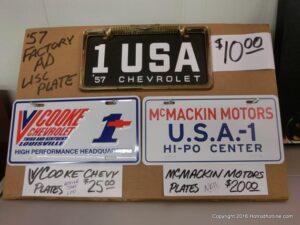 '57
FACTORY
AD
LISC
PLATE
1 USA
'57 CHEVROLET
$10.00
V COOKE
CHEVROLET
LOUISVILLE
1
HIGH PERFORMANCE HEADQUARTERS
McMACKIN MOTORS
U.S.A.-1
HI-PO CENTER
V COOKE CHEVY
PLATES
$25.00
McMACKIN MOTORS
PLATES
$20.00
Copyright 2016 Hotrodhotline.com